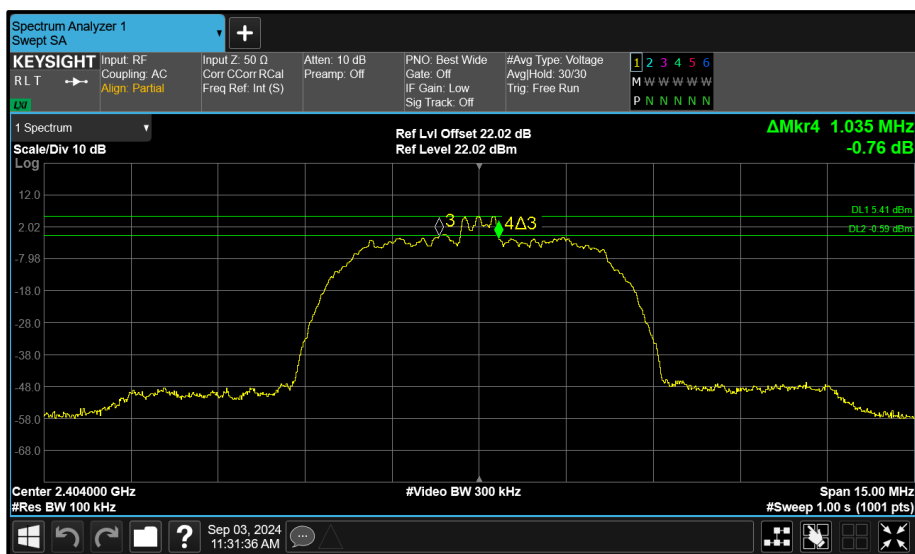 Spectrum Analyzer 1
Swept SA
+
KEYSIGHT
RLT
LXI
Input: RF
Coupling: AC
Align: Partial
Input Z: 50 Ω
Corr CCorr RCal
Freq Ref: Int (S)
Atten: 10 dB
Preamp: Off
PNO: Best Wide
Gate: Off
IF Gain: Low
Sig Track: Off
#Avg Type: Voltage
Avg|Hold: 30/30
Trig: Free Run
1 2 3 4 5 6
M W W W W W
P N N N N N
1 Spectrum
Scale/Div 10 dB
Ref Lvl Offset 22.02 dB
Ref Level 22.02 dBm
ΔMkr4 1.035 MHz
-0.76 dB
Log
12.0
DL1 5.41 dBm
2.02
3
4Δ3
DL2 -0.59 dBm
-7.98
-18.0
-28.0
-38.0
-48.0
-58.0
-68.0
Center 2.404000 GHz
#Video BW 300 kHz
Span 15.00 MHz
#Res BW 100 kHz
#Sweep 1.00 s (1001 pts)
?
Sep 03, 2024
11:31:36 AM